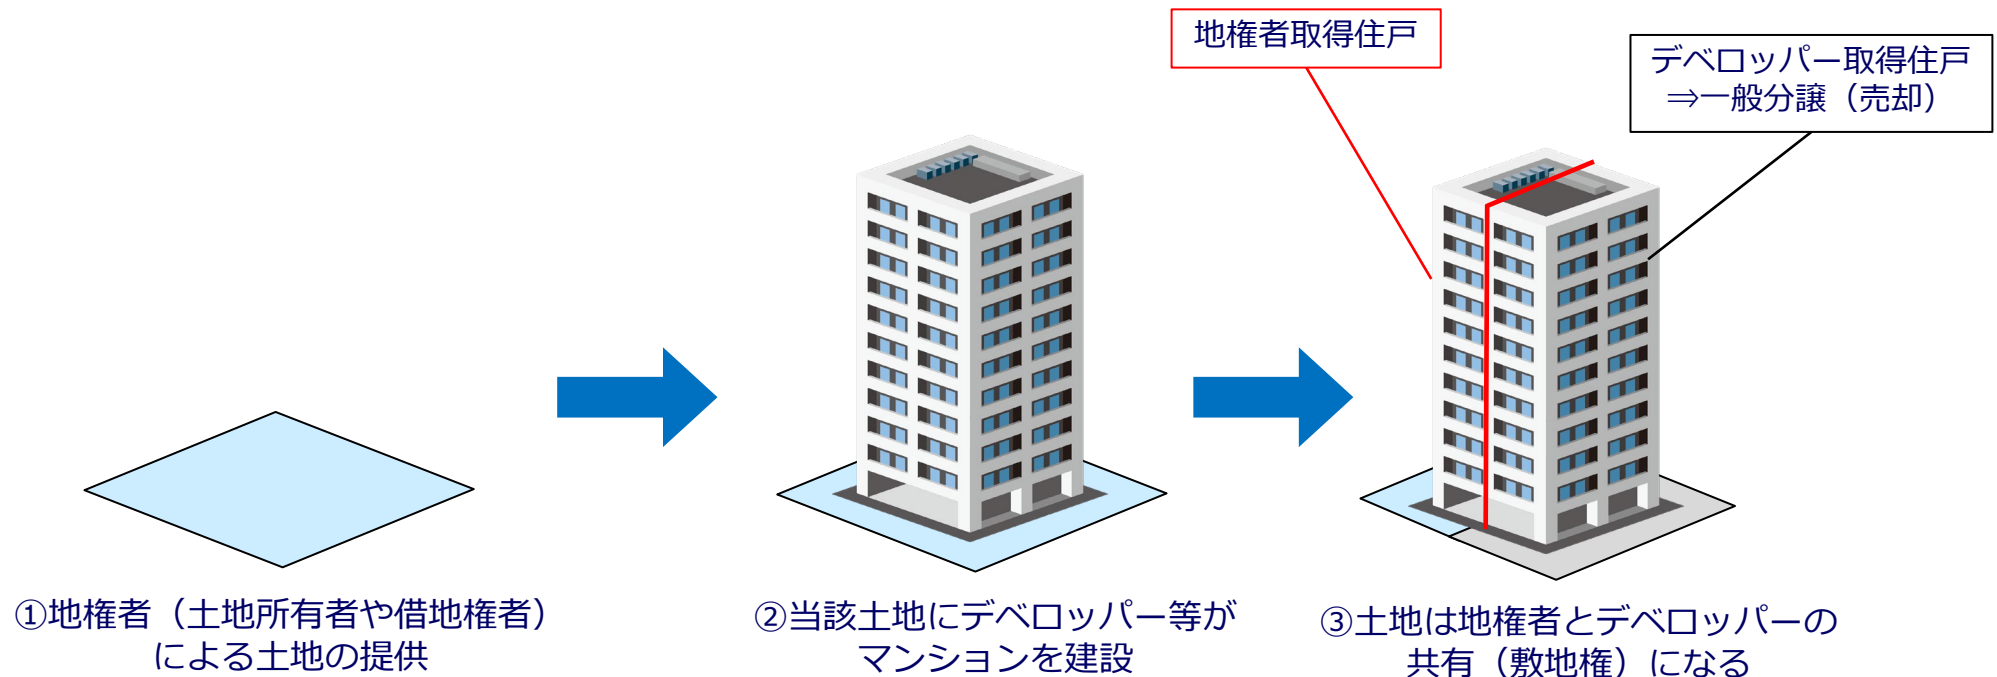 地権者取得住戸
デベロッパー取得住戸
⇒一般分譲（売却）
①地権者（土地所有者や借地権者）
による土地の提供
②当該土地にデベロッパー等が
マンションを建設
③土地は地権者とデベロッパーの
共有（敷地権）になる